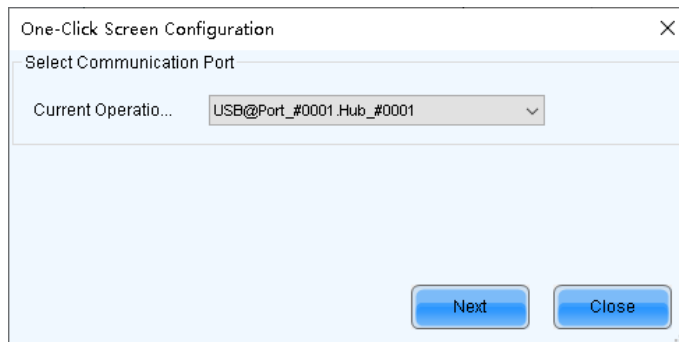 One-Click Screen Configuration
Select Communication Port
Current Operatio... USB@Port_#0001.Hub_#0001
Next Close